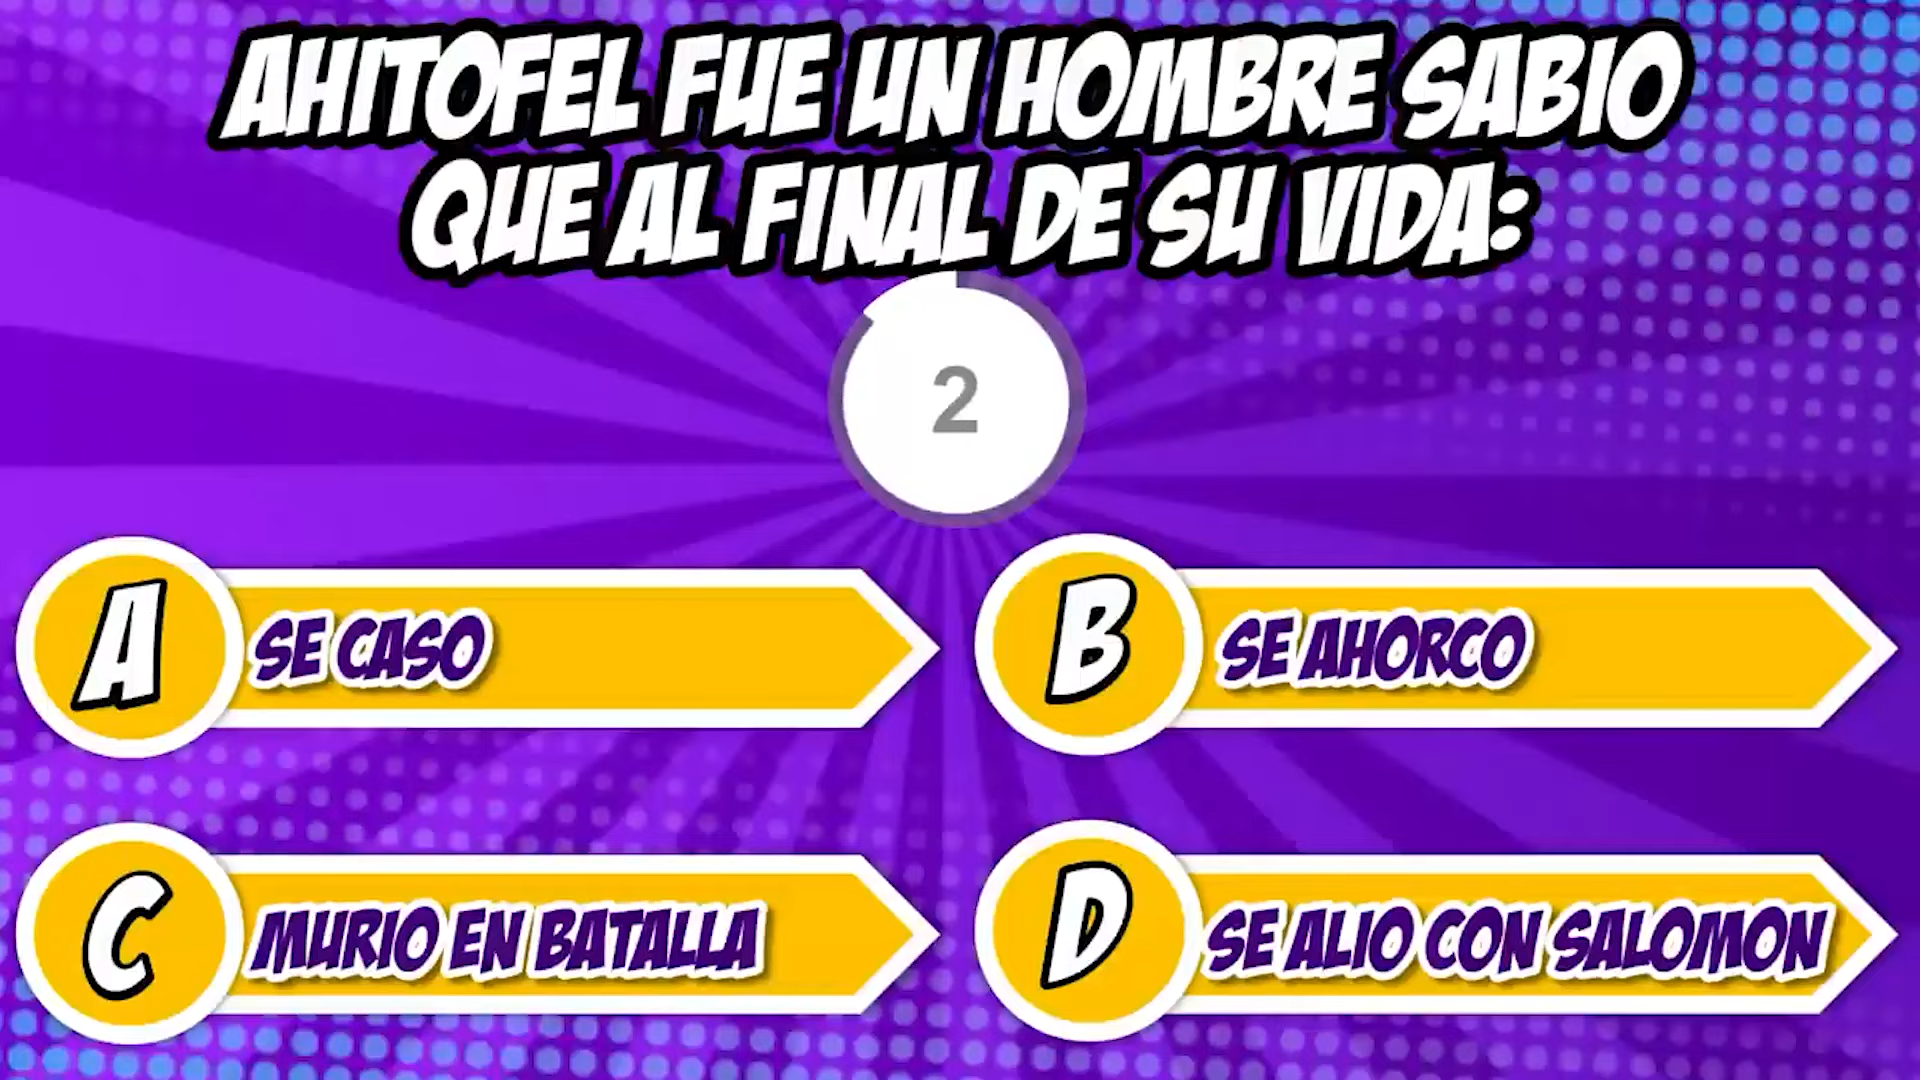 AHITOFEL FUE UN HOMBRE SABIO
QUE AL FINAL DE SU VIDA:
2
A SE CASO
B SE AHORCO
C MURIO EN BATALLA
D SE ALIO CON SALOMON